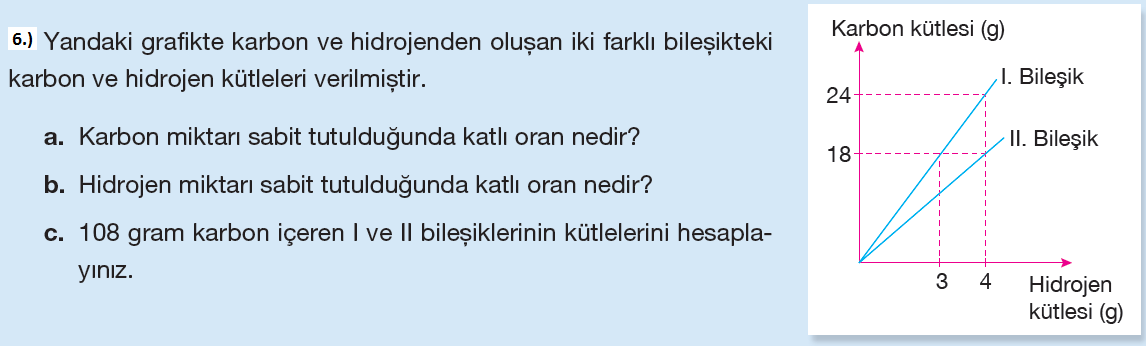 6.) Yandaki grafikte karbon ve hidrojenden oluşan iki farklı bileşikteki
karbon ve hidrojen kütleleri verilmiştir.
a. Karbon miktarı sabit tutulduğunda katlı oran nedir?
b. Hidrojen miktarı sabit tutulduğunda katlı oran nedir?
c. 108 gram karbon içeren I ve II bileşiklerinin kütlelerini hesapla-
yınız.
Karbon kütlesi (g)
I. Bileşik
24
II. Bileşik
18
3 4
Hidrojen
kütlesi (g)